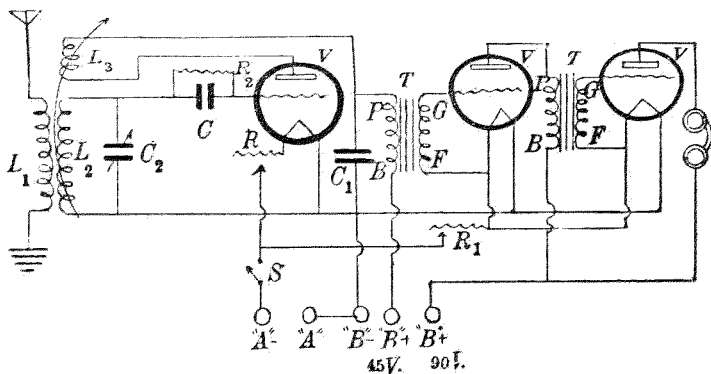 L3
R2
V
C
L1
L2
C2
R
C1
T
P
B
G
F
V
P
B
T
G
F
V
R1
S
"A"-
"A"
"B"-
"B"+
"B"+
45V.
90V.